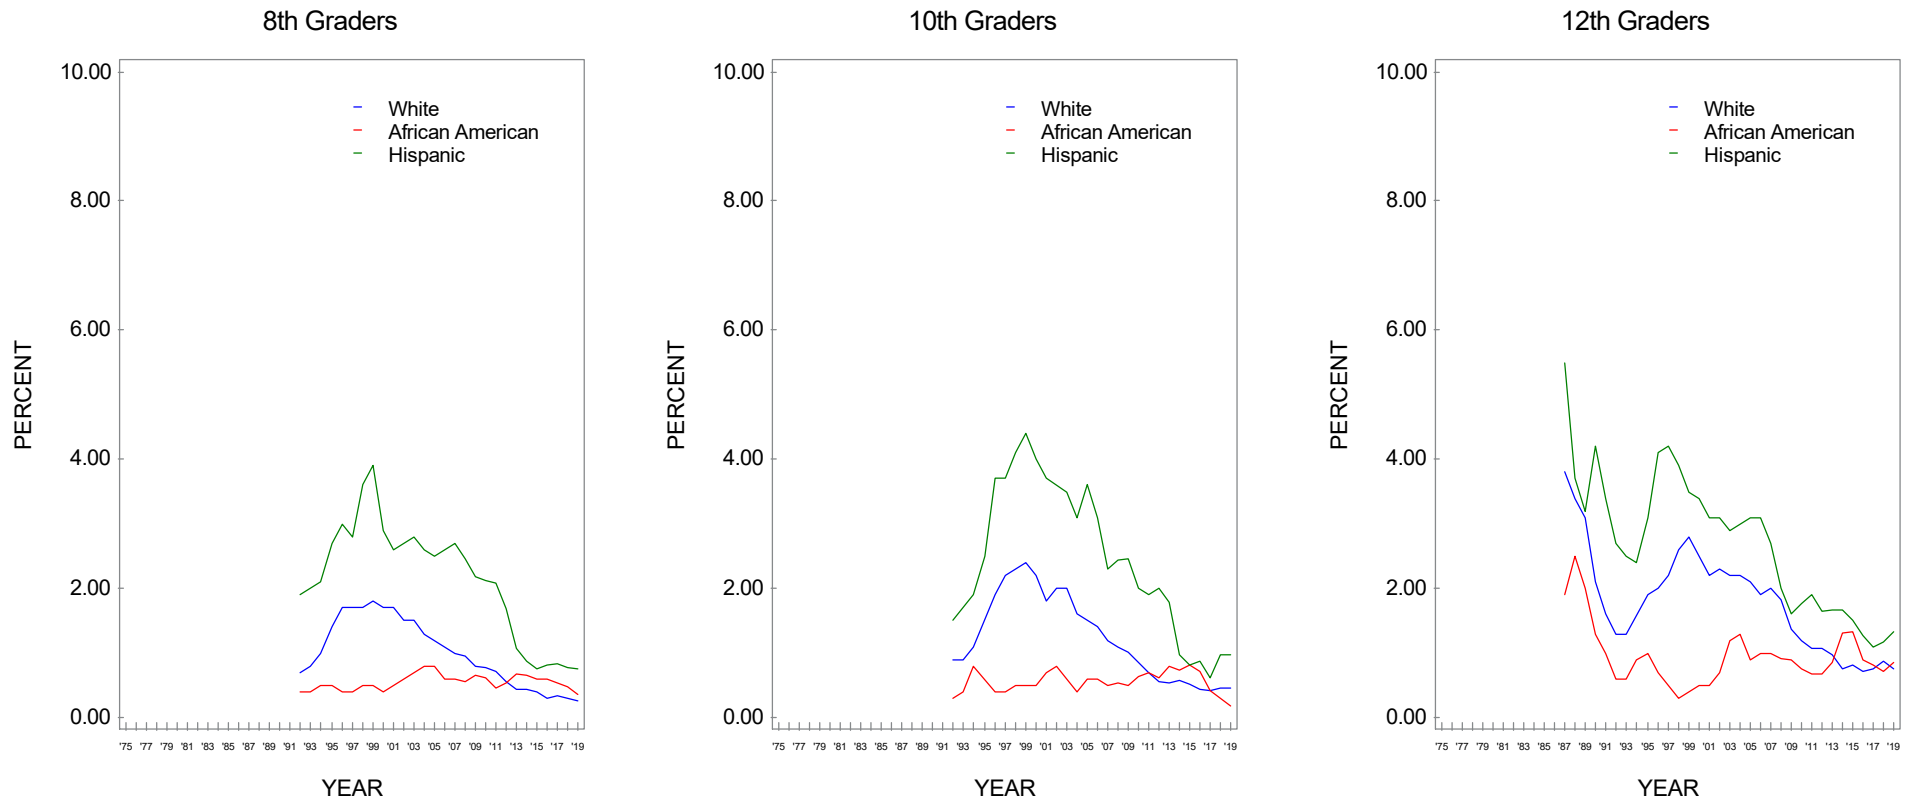 8th Graders
10.00
8.00
6.00
4.00
2.00
0.00
PERCENT
White
African American
Hispanic
'75 '77 '79 '81 '83 '85 '87 '89 '91 '93 '95 '97 '99 '01 '03 '05 '07 '09 '11 '13 '15 '17 '19
YEAR
10th Graders
10.00
8.00
6.00
4.00
2.00
0.00
PERCENT
White
African American
Hispanic
'75 '77 '79 '81 '83 '85 '87 '89 '91 '93 '95 '97 '99 '01 '03 '05 '07 '09 '11 '13 '15 '17 '19
YEAR
12th Graders
10.00
8.00
6.00
4.00
2.00
0.00
PERCENT
White
African American
Hispanic
'75 '77 '79 '81 '83 '85 '87 '89 '91 '93 '95 '97 '99 '01 '03 '05 '07 '09 '11 '13 '15 '17 '19
YEAR